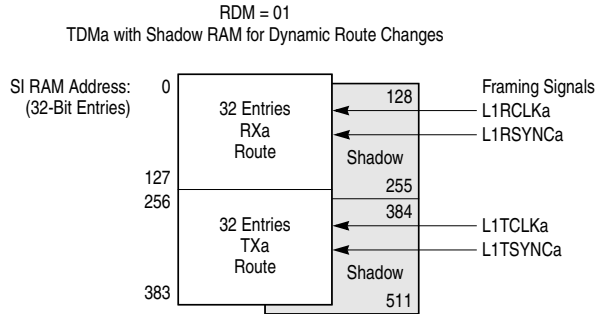 RDM = 01
TDMa with Shadow RAM for Dynamic Route Changes
SI RAM Address: 0
(32-Bit Entries)
32 Entries
RXa
Route
128
Shadow
255
Framing Signals
L1RCLKa
L1RSYNCa
127
256
32 Entries
TXa
Route
384
Shadow
511
L1TCLKa
L1TSYNCa
383